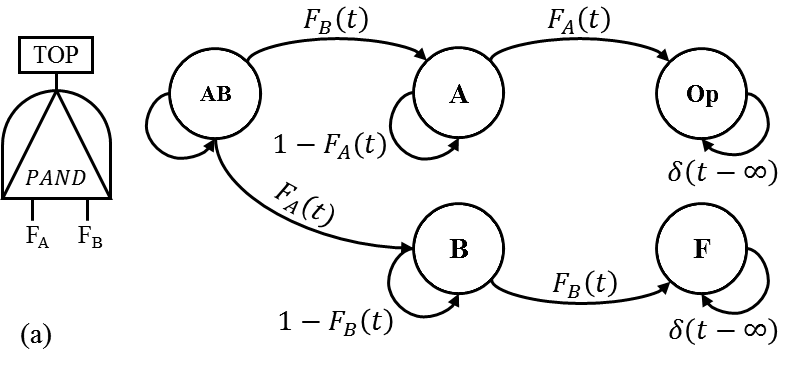 TOP
PAND
F_A F_B
(a)
F_B(t)
F_A(t)
AB
A
Op
1 − F_A(t)
δ(t − ∞)
F_A(t)
B
F
F_B(t)
1 − F_B(t)
δ(t − ∞)